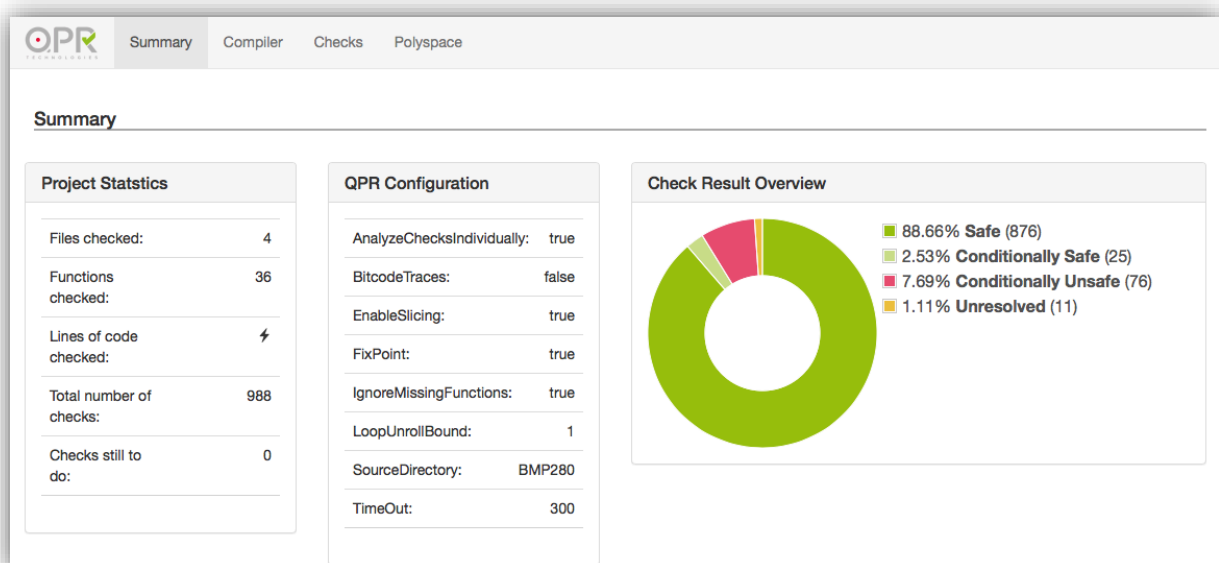 QPR
TECHNOLOGIES
Summary
Compiler
Checks
Polyspace
Summary
Project Statstics
Files checked: 4
Functions 36
checked:
Lines of code
checked:
Total number of 988
checks:
Checks still to 0
do:
QPR Configuration
AnalyzeChecksIndividually: true
BitcodeTraces: false
EnableSlicing: true
FixPoint: true
IgnoreMissingFunctions: true
LoopUnrollBound: 1
SourceDirectory: BMP280
TimeOut: 300
Check Result Overview
88.66% Safe (876)
2.53% Conditionally Safe (25)
7.69% Conditionally Unsafe (76)
1.11% Unresolved (11)